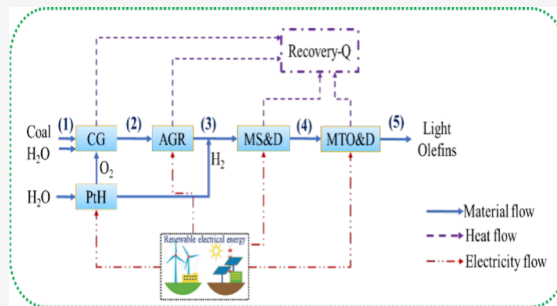 Recovery-Q
(1)
(2)
(3)
(4)
(5)
Coal
H₂O
CG
AGR
MS&D
MTO&D
Light
Olefins
O₂
H₂
H₂O
PtH
Renewable electrical energy
Material flow
Heat flow
Electricity flow